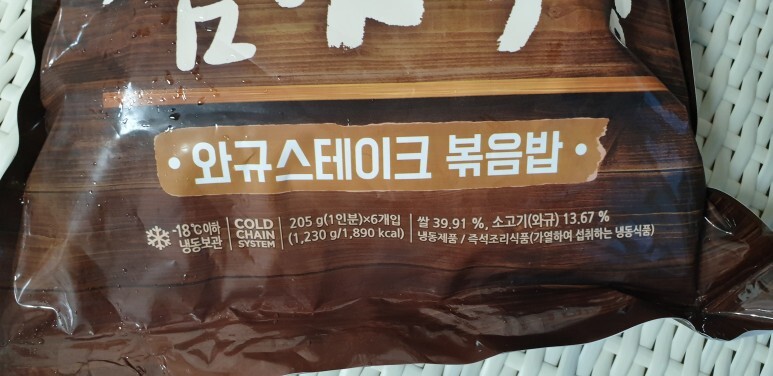 · 와규스테이크 볶음밥 ·
-18℃이하
냉동보관
COLD
CHAIN
SYSTEM
205 g(1인분)×6개입
(1,230 g/1,890 kcal)
쌀 39.91 %, 소고기(와규) 13.67 %
냉동제품 / 즉석조리식품(가열하여 섭취하는 냉동식품)